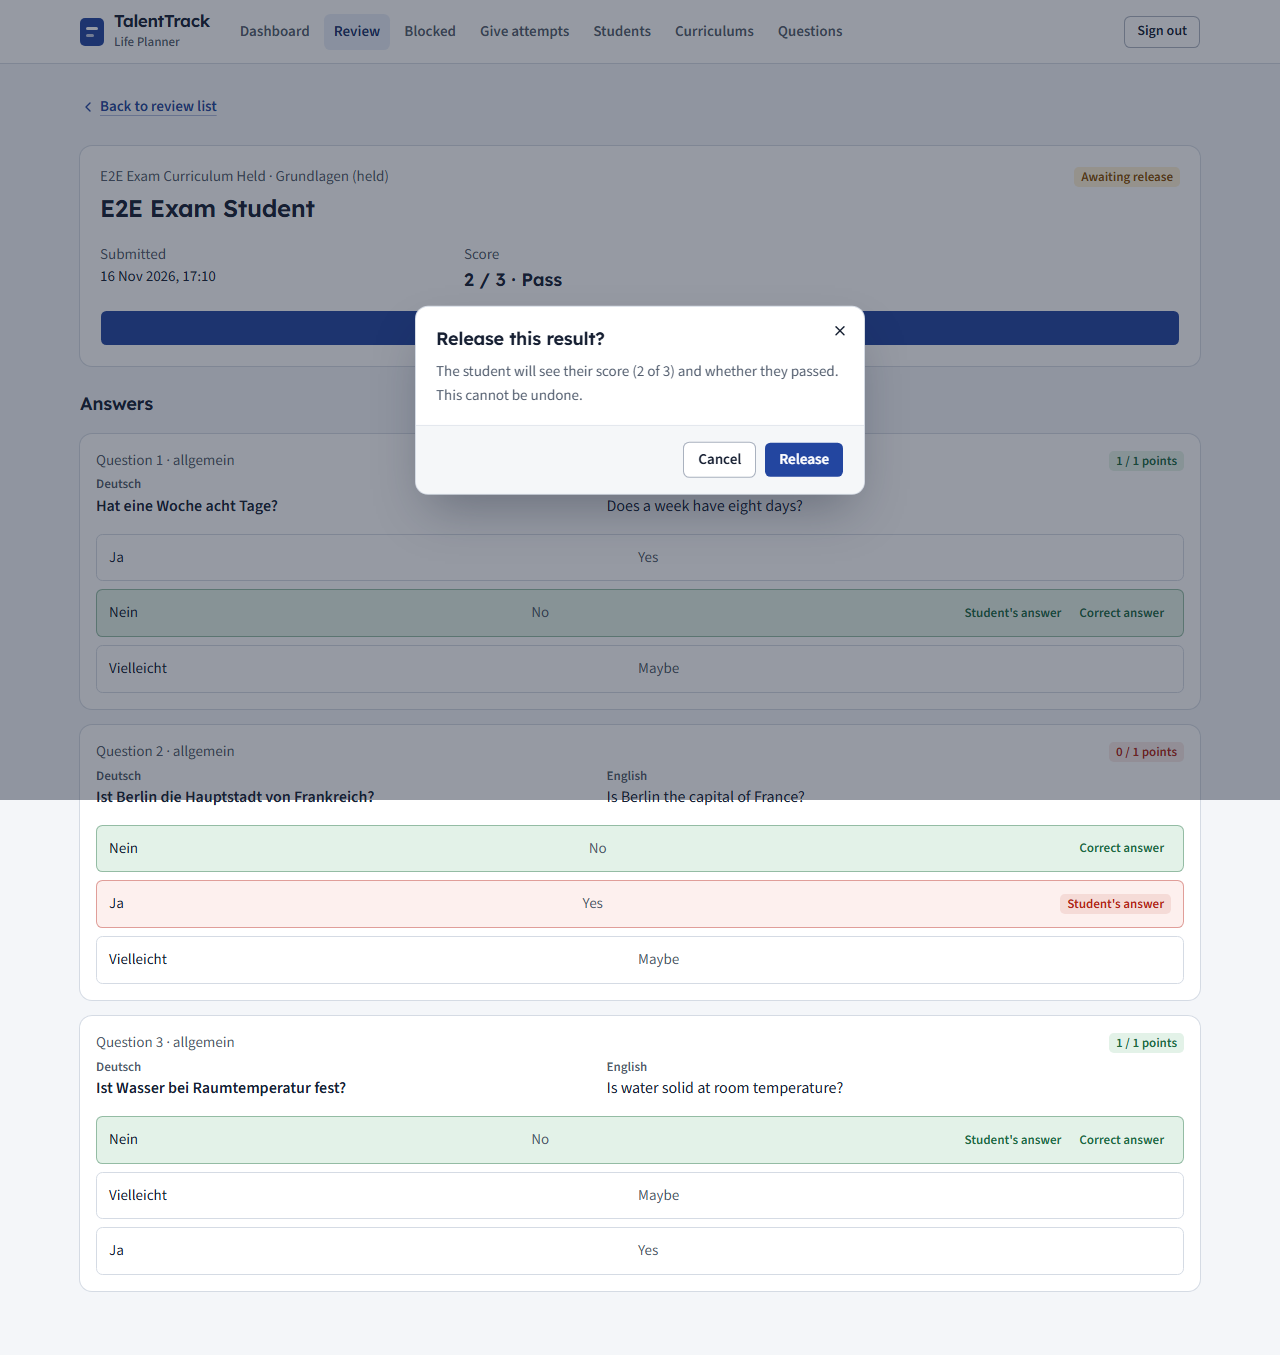 TalentTrack
Life Planner
Dashboard
Review
Blocked
Give attempts
Students
Curriculums
Questions
Sign out
Back to review list
E2E Exam Curriculum Held · Grundlagen (held)
Awaiting release
E2E Exam Student
Submitted
Score
16 Nov 2026, 17:10
2 / 3 · Pass
Release this result?
The student will see their score (2 of 3) and whether they passed.
This cannot be undone.
Cancel
Release
Answers
Question 1 · allgemein
1 / 1 points
Deutsch
Hat eine Woche acht Tage?
Does a week have eight days?
Ja
Yes
Nein
No
Student's answer
Correct answer
Vielleicht
Maybe
Question 2 · allgemein
0 / 1 points
Deutsch
English
Ist Berlin die Hauptstadt von Frankreich?
Is Berlin the capital of France?
Nein
No
Correct answer
Ja
Yes
Student's answer
Vielleicht
Maybe
Question 3 · allgemein
1 / 1 points
Deutsch
English
Ist Wasser bei Raumtemperatur fest?
Is water solid at room temperature?
Nein
No
Student's answer
Correct answer
Vielleicht
Maybe
Ja
Yes